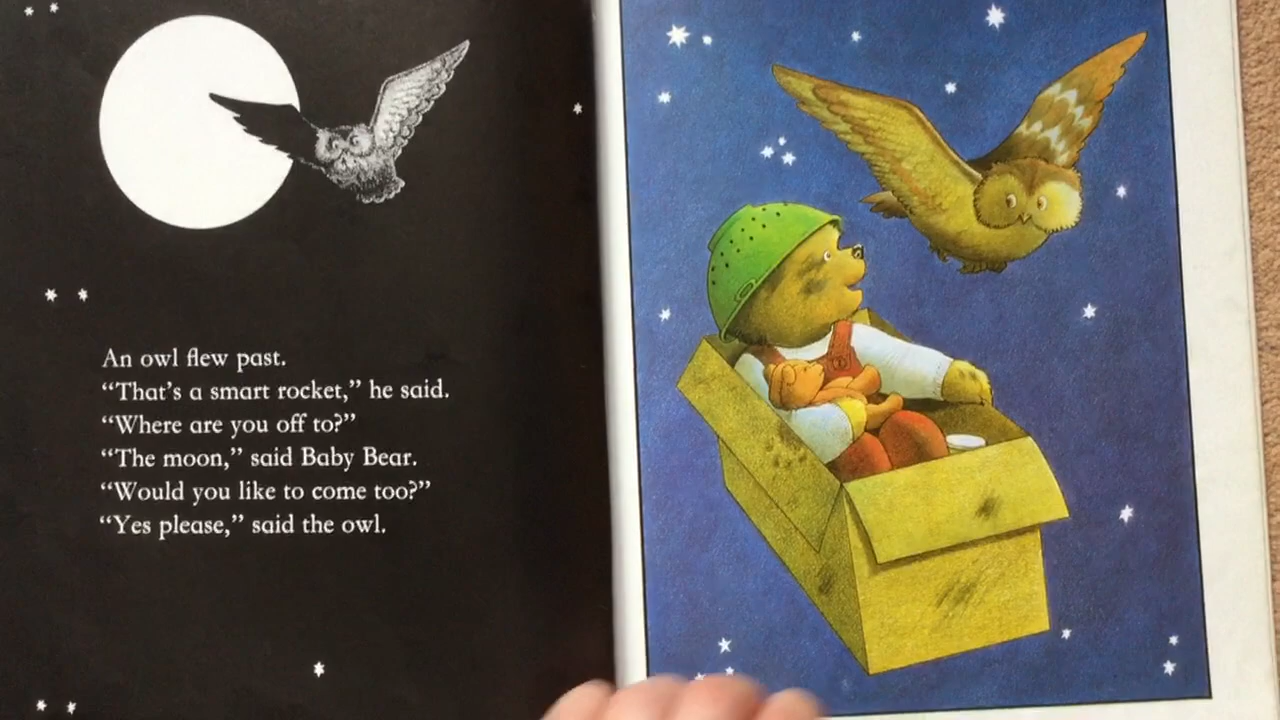 An owl flew past.
“That’s a smart rocket,” he said.
“Where are you off to?”
“The moon,” said Baby Bear.
“Would you like to come too?”
“Yes please,” said the owl.